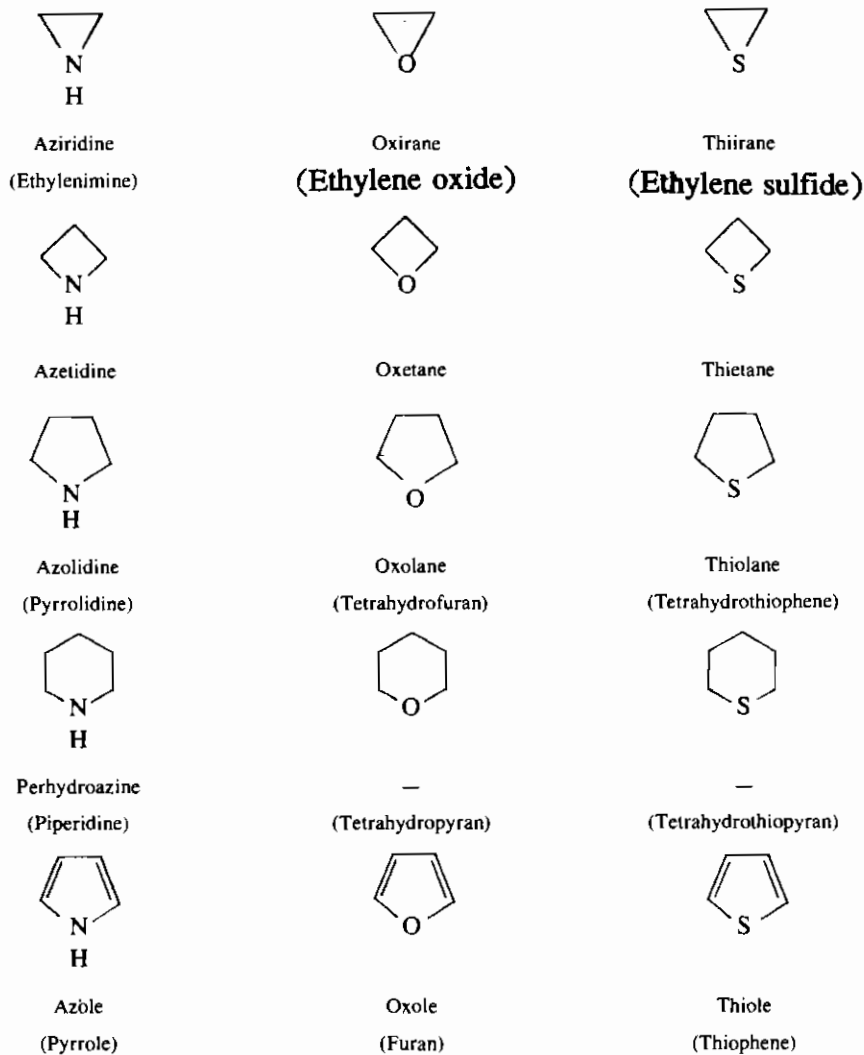 N O S
H
Aziridine Oxirane Thiirane
(Ethylenimine) (Ethylene oxide) (Ethylene sulfide)
N O S
H
Azetidine Oxetane Thietane
N O S
H
Azolidine Oxolane Thiolane
(Pyrrolidine) (Tetrahydrofuran) (Tetrahydrothiophene)
N O S
H
Perhydroazine — —
(Piperidine) (Tetrahydropyran) (Tetrahydrothiopyran)
N O S
H
Azole Oxole Thiole
(Pyrrole) (Furan) (Thiophene)